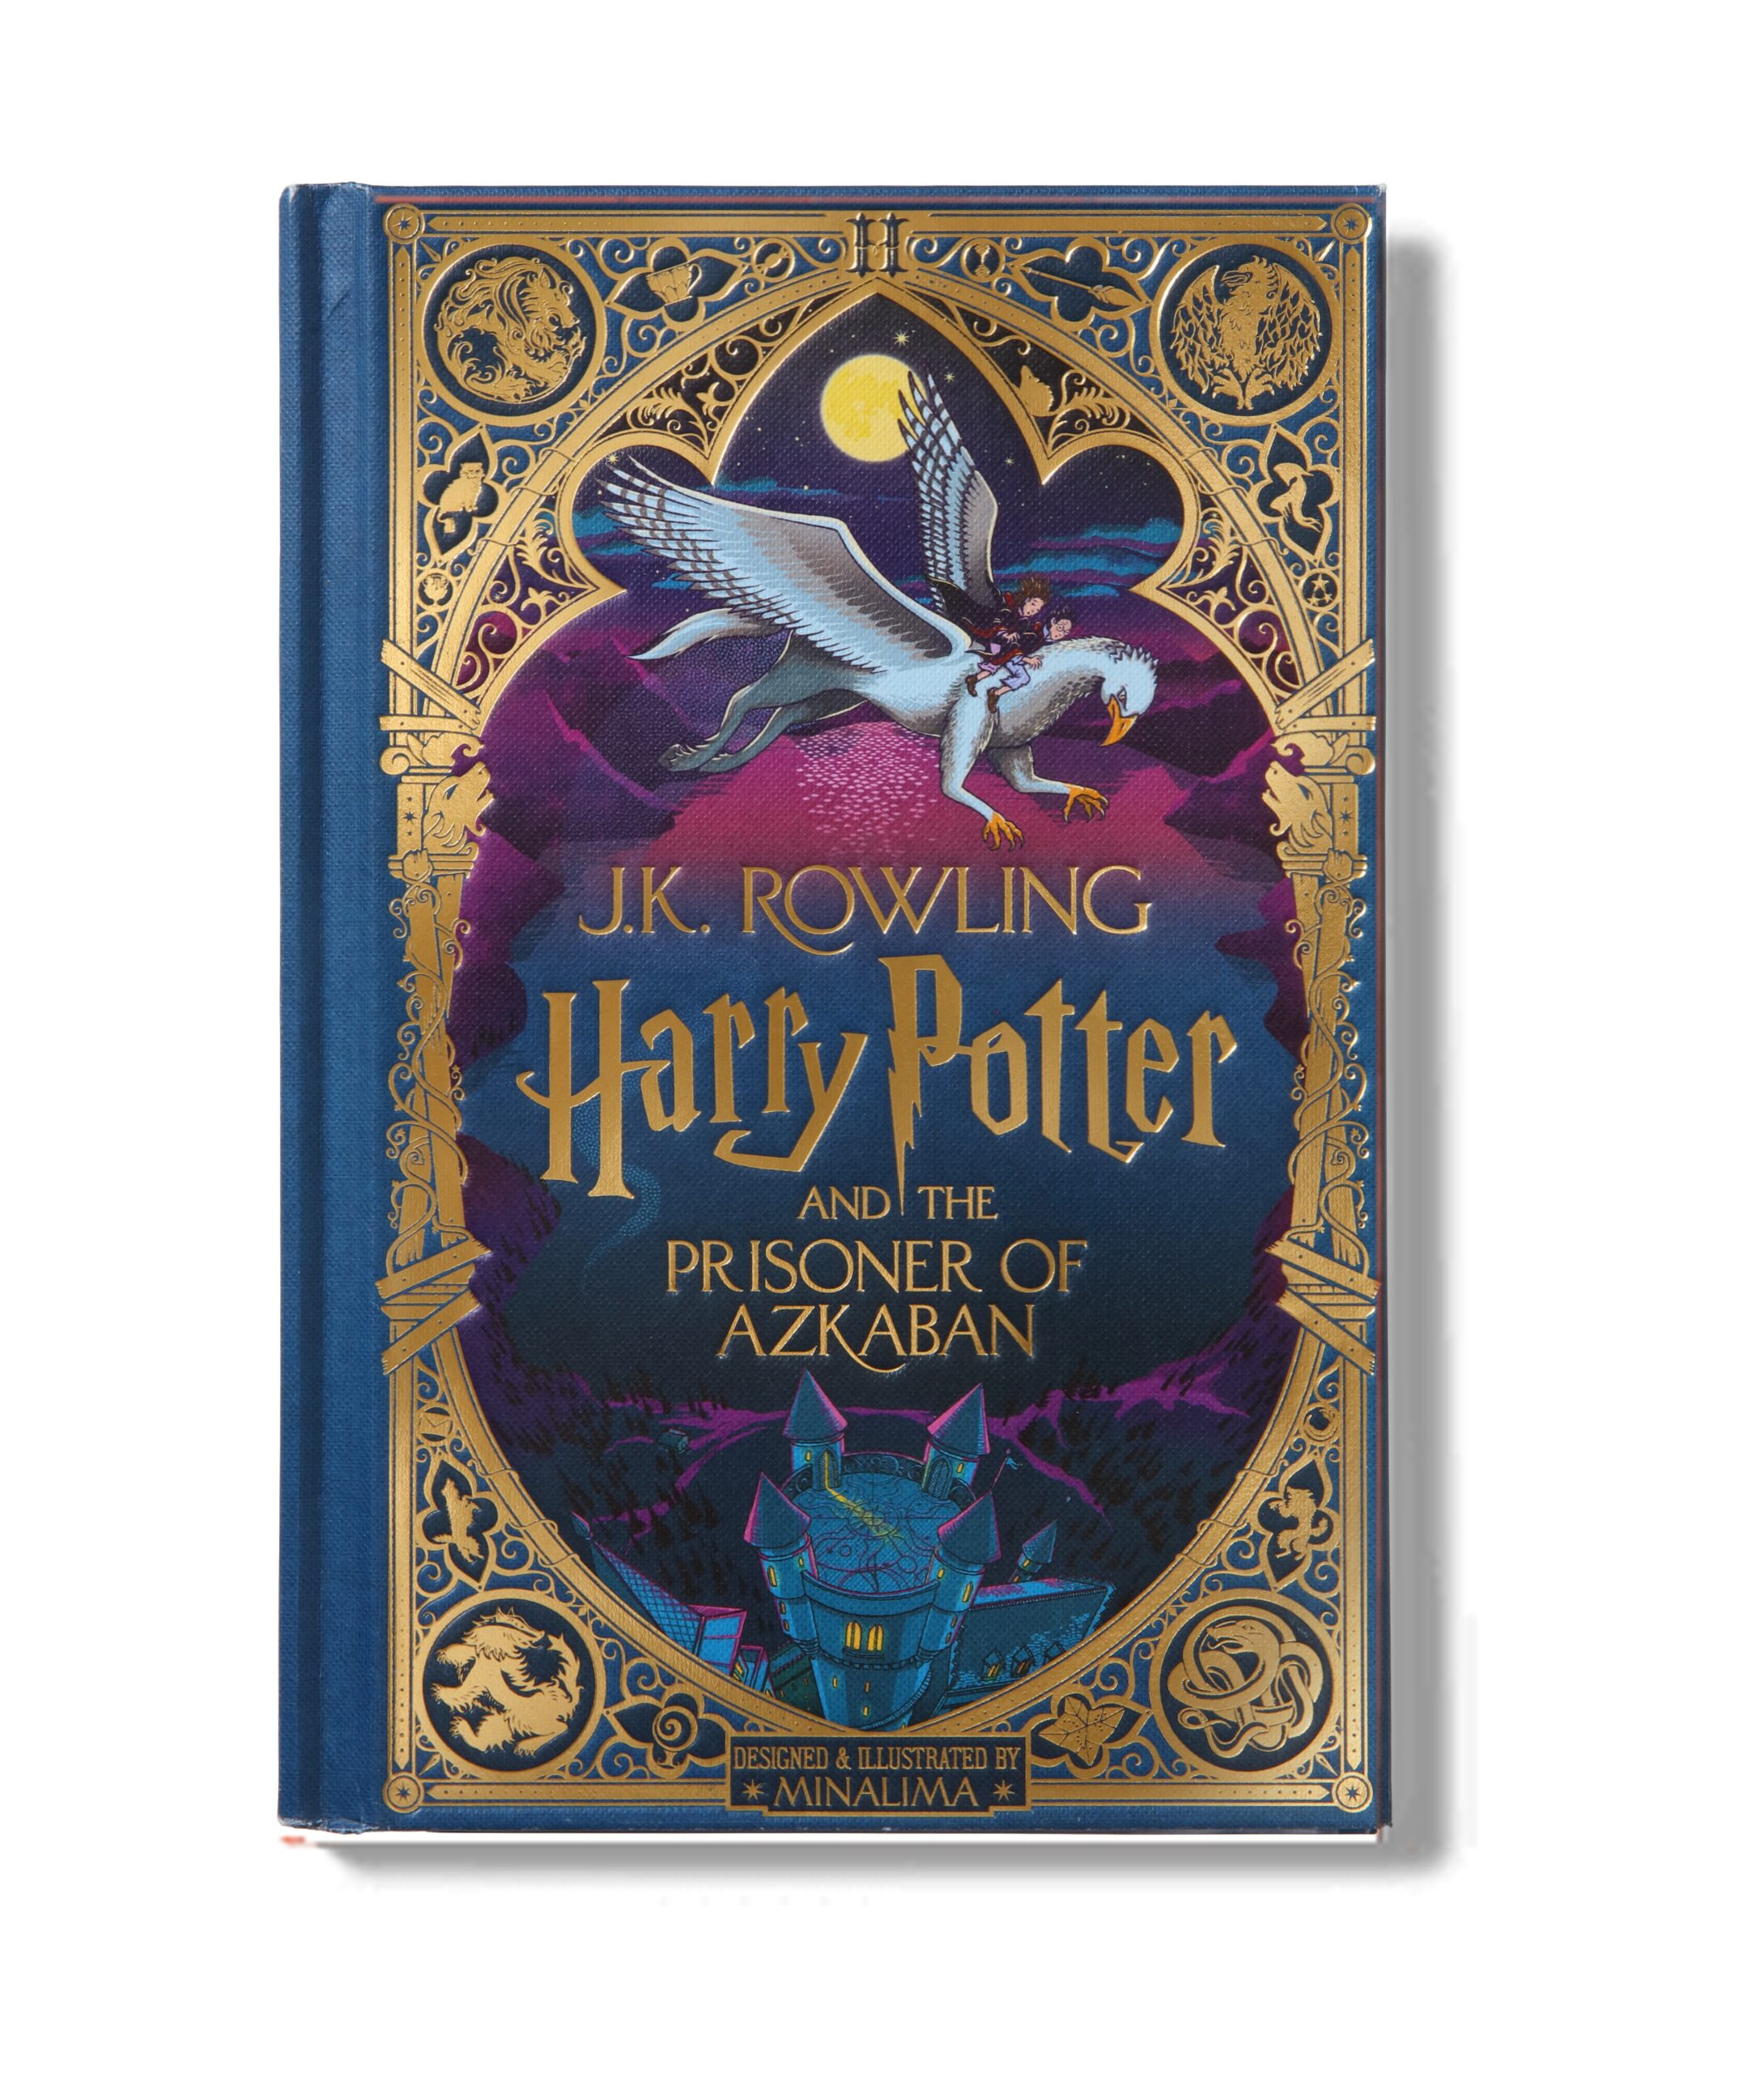 H
J.K. ROWLING
Harry Potter
AND THE
PRISONER OF
AZKABAN
DESIGNED & ILLUSTRATED BY
MINALIMA